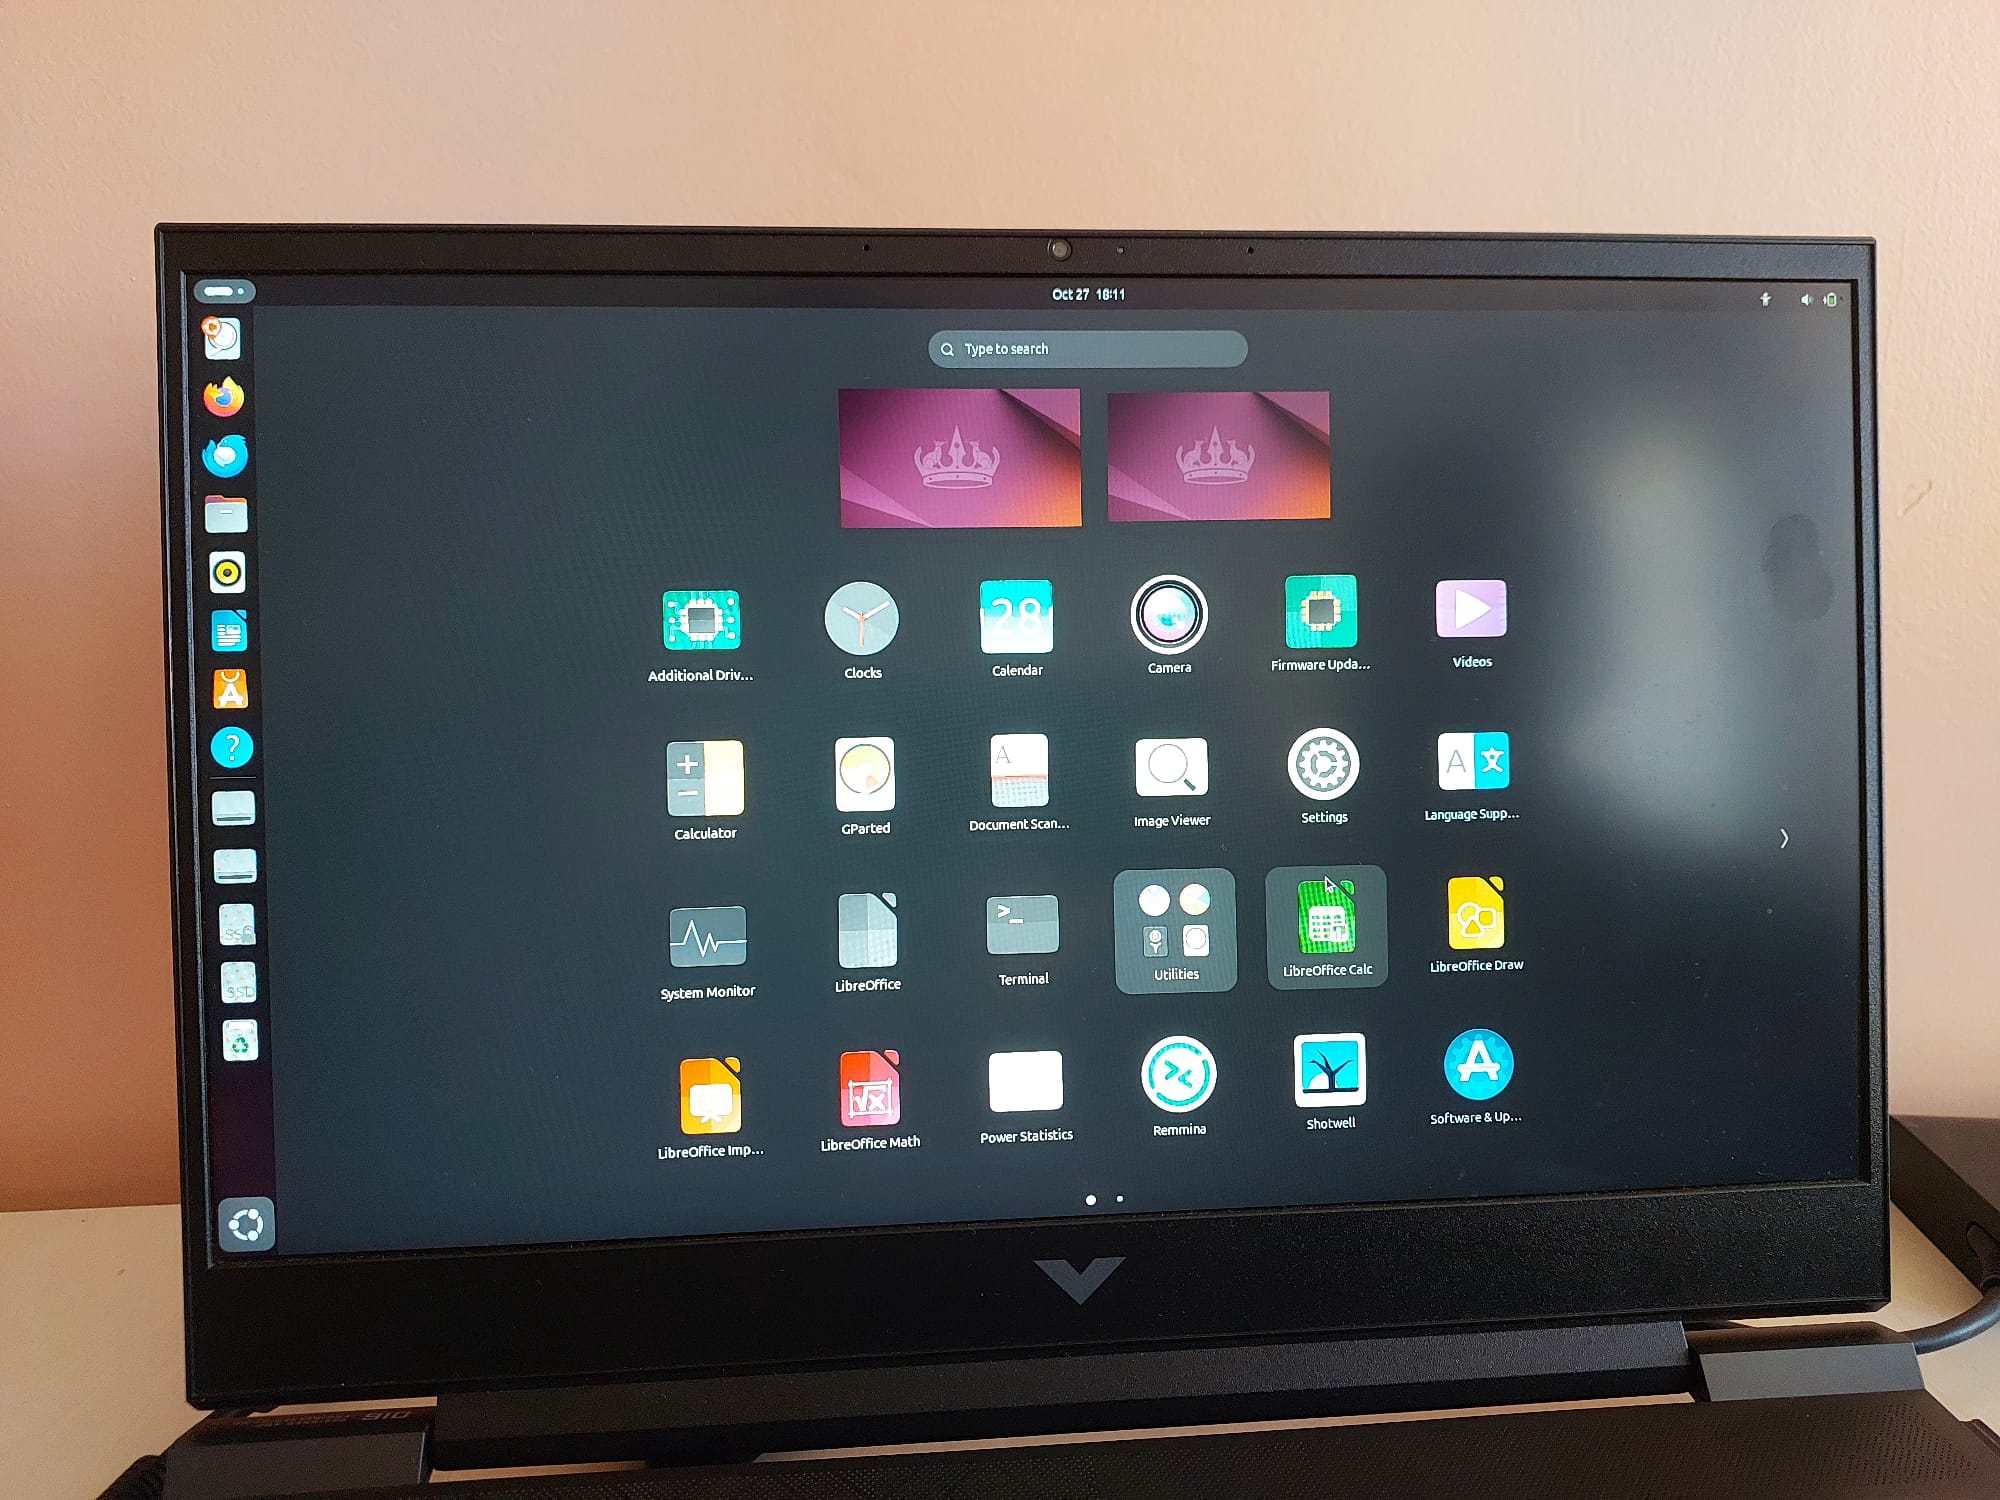 Oct 27 18:11
Type to search
28
Additional Driv...
Clocks
Calendar
Camera
Firmware Upda...
Videos
Calculator
GParted
Document Scan...
Image Viewer
Settings
Language Supp...
System Monitor
LibreOffice
Terminal
Utilities
LibreOffice Calc
LibreOffice Draw
LibreOffice Imp...
LibreOffice Math
Power Statistics
Remmina
Shotwell
Software & Up...